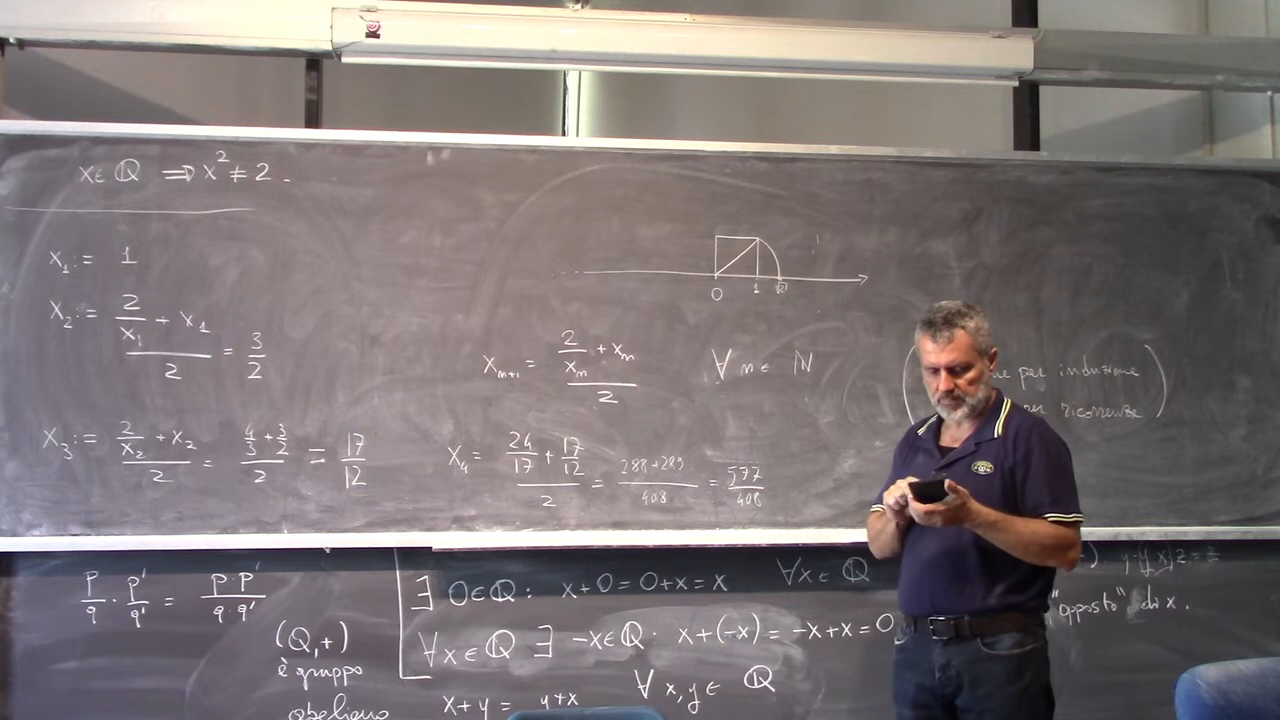 x ∈ ℚ ⇒ x² ≠ 2.
x₁ := 1
x₂ := (2/x₁ + x₁)/2 = 3/2
x₃ := (2/x₂ + x₂)/2 = (4/3 + 3/2)/2 = 17/12
0 1 √2
xₙ₊₁ = (2/xₙ + xₙ)/2 ∀ n ∈ ℕ
x₄ = (24/17 + 17/12)/2 = (288+289)/408 = 577/408
per induzione
ricorrenza
p/q · p'/q' = p·p'/q·q'
(Q,+)
è gruppo
abeliano
∃ 0∈ℚ: x+0=0+x=x ∀x∈ℚ
∀x∈ℚ ∃ -x∈ℚ: x+(-x) = -x+x=0
"opposto" di x.
x+y = y+x ∀ x,y ∈ ℚ